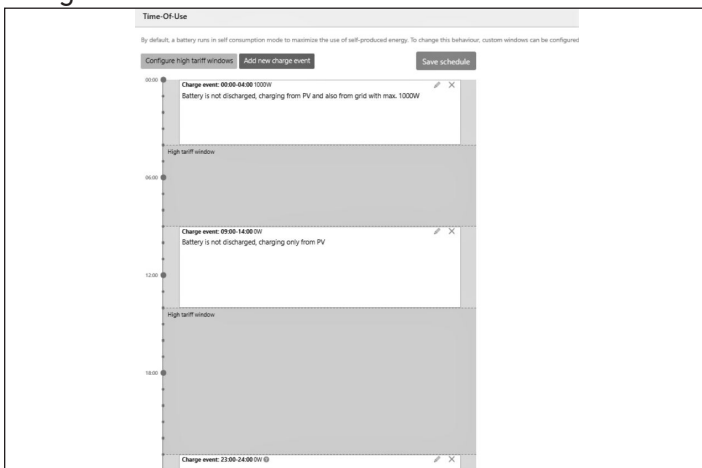 Time-Of-Use
By default, a battery runs in self consumption mode to maximize the use of self-produced energy. To change this behaviour, custom windows can be configured
Configure high tariff windows Add new charge event Save schedule
00:00
Charge event: 00:00-04:00 1000W
Battery is not discharged, charging from PV and also from grid with max. 1000W
High tariff window
06:00
Charge event: 09:00-14:00 0W
Battery is not discharged, charging only from PV
12:00
High tariff window
18:00
Charge event: 23:00-24:00 0W